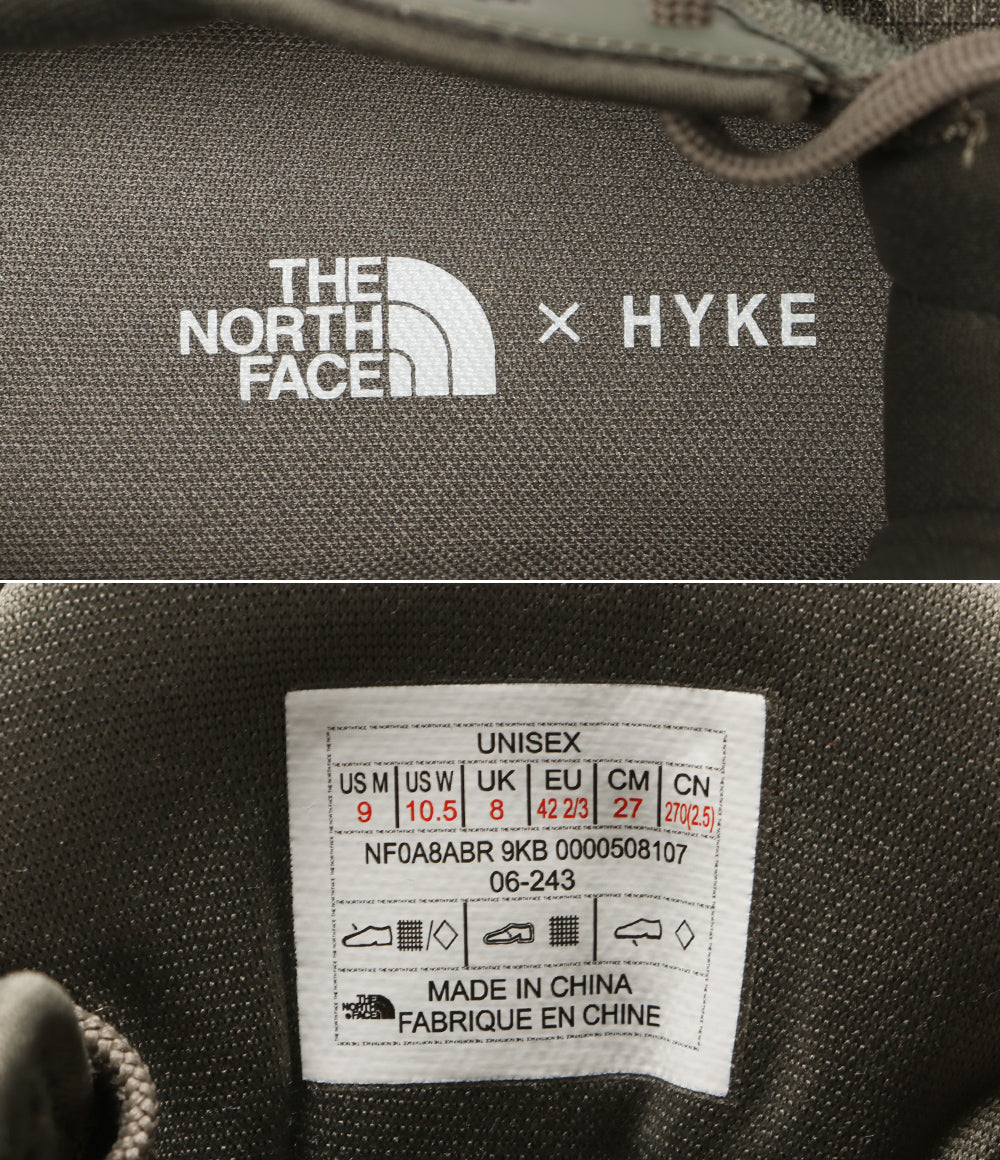 THE
NORTH
FACE
× HYKE
UNISEX
US M US W UK EU CM CN
9 10.5 8 42 2/3 27 270(2.5)
NF0A8ABR 9KB 0000508107
06-243
THE
NORTH
FACE
MADE IN CHINA
FABRIQUE EN CHINE